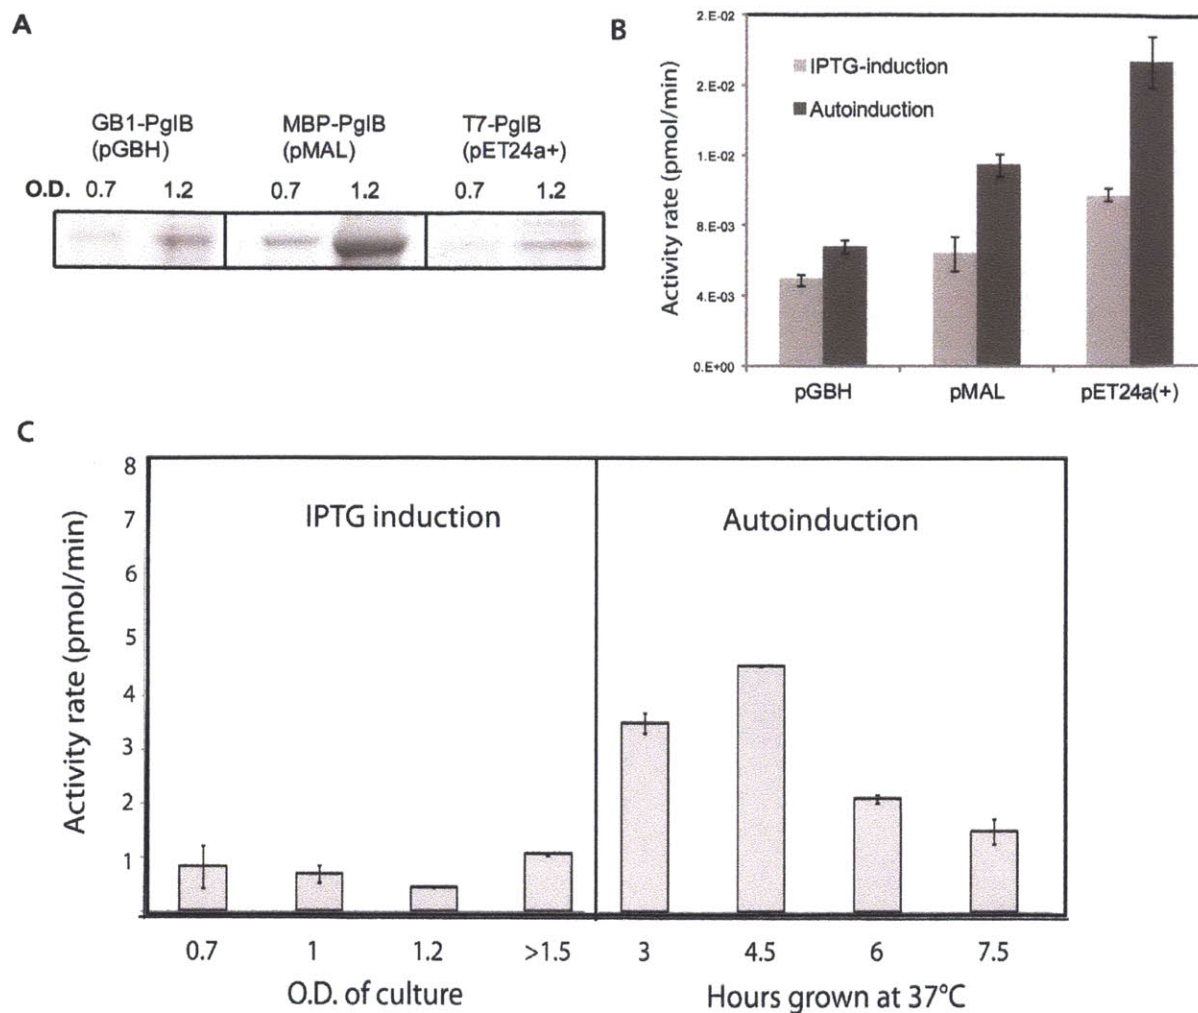 A
GB1-PglB
(pGBH)
MBP-PglB
(pMAL)
T7-PglB
(pET24a+)
O.D. 0.7 1.2 0.7 1.2 0.7 1.2
B
Activity rate (pmol/min)
2.E-02
2.E-02
1.E-02
8.E-03
4.E-03
0.E+00
IPTG-induction
Autoinduction
pGBH pMAL pET24a(+)
C
Activity rate (pmol/min)
8
7
6
5
4
3
2
1
IPTG induction
Autoinduction
0.7 1 1.2 >1.5 3 4.5 6 7.5
O.D. of culture
Hours grown at 37°C